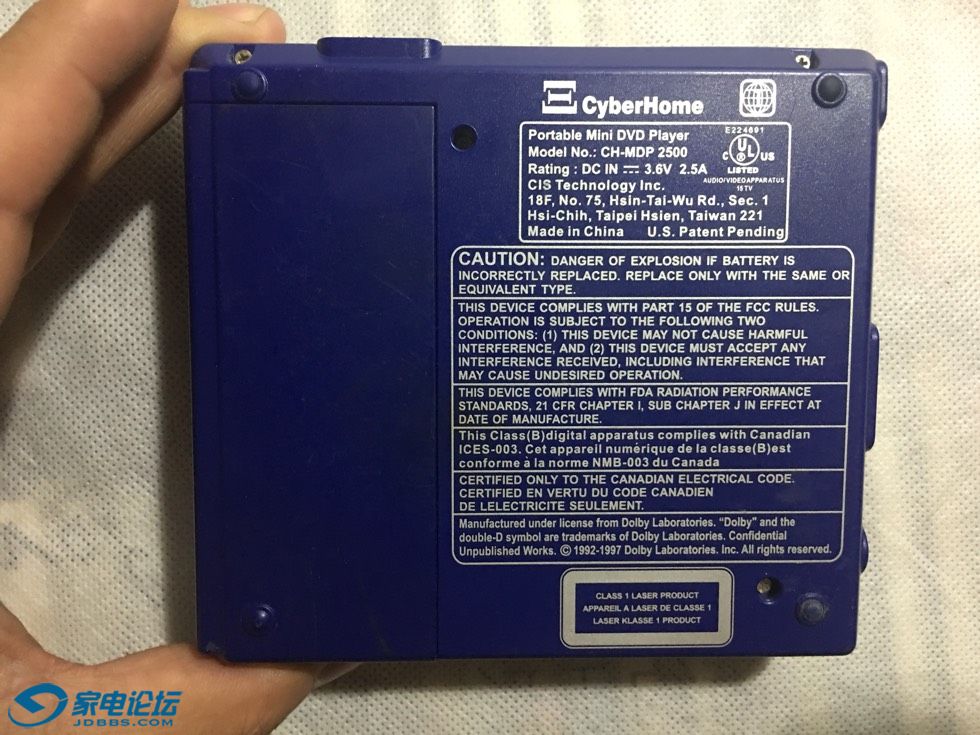 CyberHome
Portable Mini DVD Player
Model No.: CH-MDP 2500
Rating : DC IN 3.6V 2.5A
CIS Technology Inc.
18F, No. 75, Hsin-Tai-Wu Rd., Sec. 1
Hsi-Chih, Taipei Hsien, Taiwan 221
Made in China U.S. Patent Pending
E224691
C UL US
LISTED
AUDIO/VIDEO APPARATUS
15TV
CAUTION: DANGER OF EXPLOSION IF BATTERY IS
INCORRECTLY REPLACED. REPLACE ONLY WITH THE SAME OR
EQUIVALENT TYPE.
THIS DEVICE COMPLIES WITH PART 15 OF THE FCC RULES.
OPERATION IS SUBJECT TO THE FOLLOWING TWO
CONDITIONS: (1) THIS DEVICE MAY NOT CAUSE HARMFUL
INTERFERENCE, AND (2) THIS DEVICE MUST ACCEPT ANY
INTERFERENCE RECEIVED, INCLUDING INTERFERENCE THAT
MAY CAUSE UNDESIRED OPERATION.
THIS DEVICE COMPLIES WITH FDA RADIATION PERFORMANCE
STANDARDS, 21 CFR CHAPTER I, SUB CHAPTER J IN EFFECT AT
DATE OF MANUFACTURE.
This Class(B)digital apparatus complies with Canadian
ICES-003. Cet appareil numérique de la classe(B)est
conforme à la norme NMB-003 du Canada
CERTIFIED ONLY TO THE CANADIAN ELECTRICAL CODE.
CERTIFIED EN VERTU DU CODE CANADIEN
DE LELECTRICITE SEULEMENT.
Manufactured under license from Dolby Laboratories. "Dolby" and the
double-D symbol are trademarks of Dolby Laboratories. Confidential
Unpublished Works. © 1992-1997 Dolby Laboratories. Inc. All rights reserved.
CLASS 1 LASER PRODUCT
APPAREIL A LASER DE CLASSE 1
LASER KLASSE 1 PRODUCT
家电论坛
JDBBS.COM